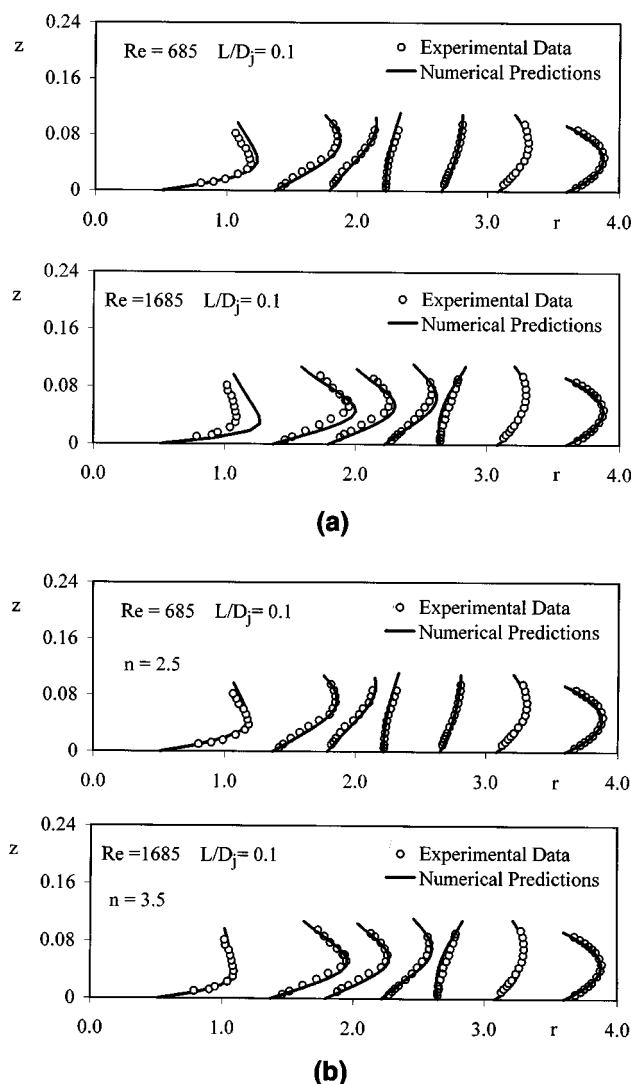 z
0.24
0.16
0.08
0
Re = 685 L/Dj = 0.1
Experimental Data
Numerical Predictions
0.0 1.0 2.0 3.0 r 4.0
z
0.24
0.16
0.08
0
Re =1685 L/Dj = 0.1
Experimental Data
Numerical Predictions
0.0 1.0 2.0 3.0 r 4.0
(a)
z
0.24
0.16
0.08
0
Re = 685 L/Dj = 0.1
n = 2.5
Experimental Data
Numerical Predictions
0.0 1.0 2.0 3.0 r 4.0
z
0.24
0.16
0.08
0
Re =1685 L/Dj = 0.1
n = 3.5
Experimental Data
Numerical Predictions
0.0 1.0 2.0 3.0 r 4.0
(b)